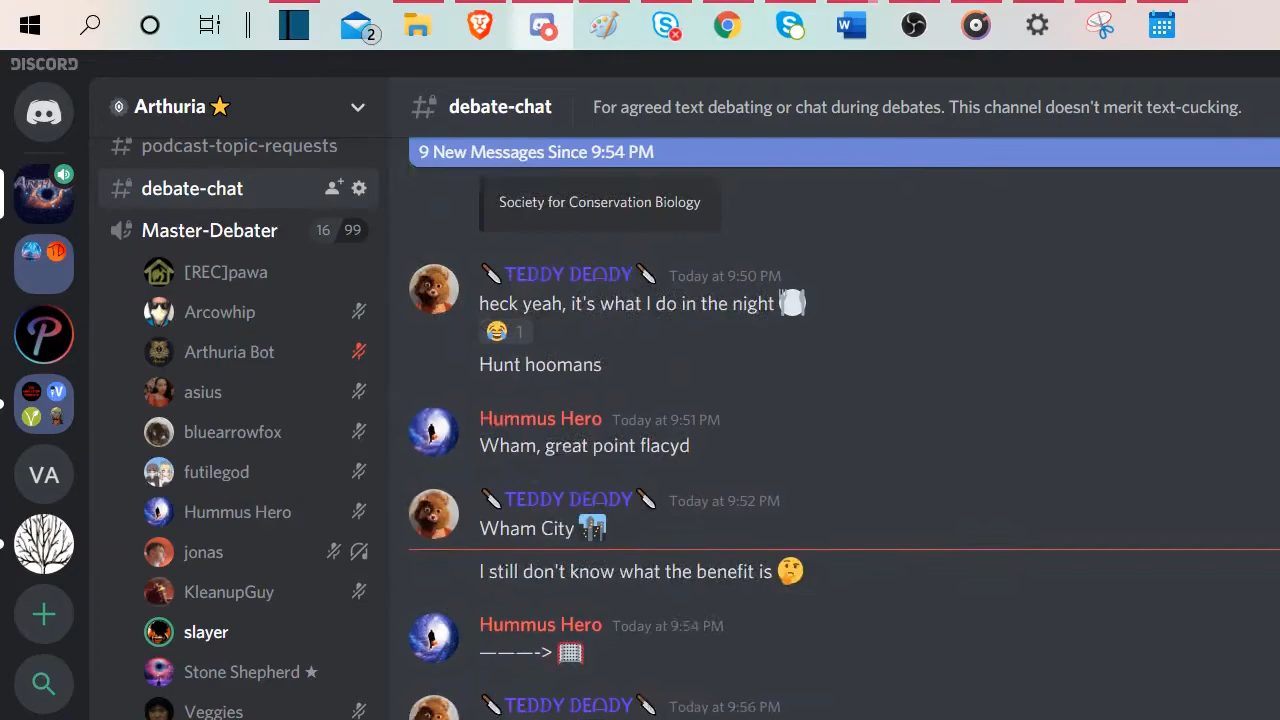 2
DISCORD
Arthuria
debate-chat
For agreed text debating or chat during debates. This channel doesn't merit text-cucking.
podcast-topic-requests
debate-chat
Master-Debater 16 99
[REC]pawa
Arcowhip
Arthuria Bot
asius
bluearrowfox
futilegod
Hummus Hero
jonas
KleanupGuy
slayer
Stone Shepherd ★
Veggies
VA
9 New Messages Since 9:54 PM
Society for Conservation Biology
🔪TEDDY DEADY🔪 Today at 9:50 PM
heck yeah, it's what I do in the night 🍽
😂 1
Hunt hoomans
Hummus Hero Today at 9:51 PM
Wham, great point flacyd
🔪TEDDY DEADY🔪 Today at 9:52 PM
Wham City 🏙
I still don't know what the benefit is 🤔
Hummus Hero Today at 9:54 PM
————-> 🥅
🔪TEDDY DEADY🔪 Today at 9:56 PM